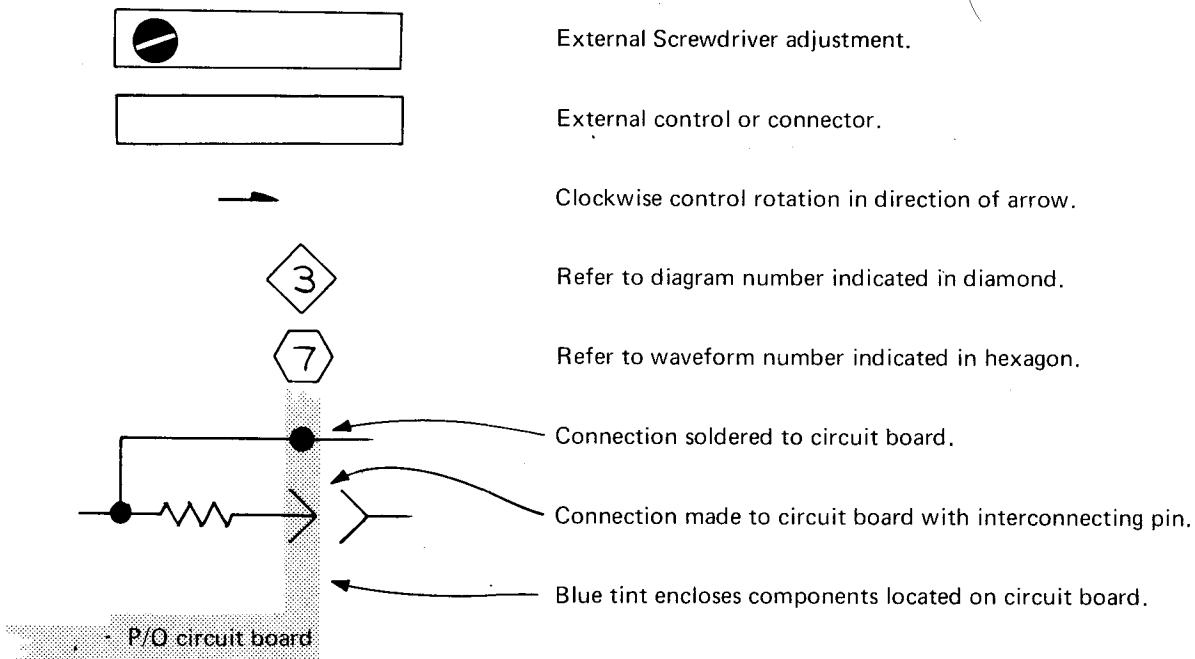 External Screwdriver adjustment.
External control or connector.
Clockwise control rotation in direction of arrow.
3
Refer to diagram number indicated in diamond.
7
Refer to waveform number indicated in hexagon.
Connection soldered to circuit board.
Connection made to circuit board with interconnecting pin.
Blue tint encloses components located on circuit board.
P/O circuit board